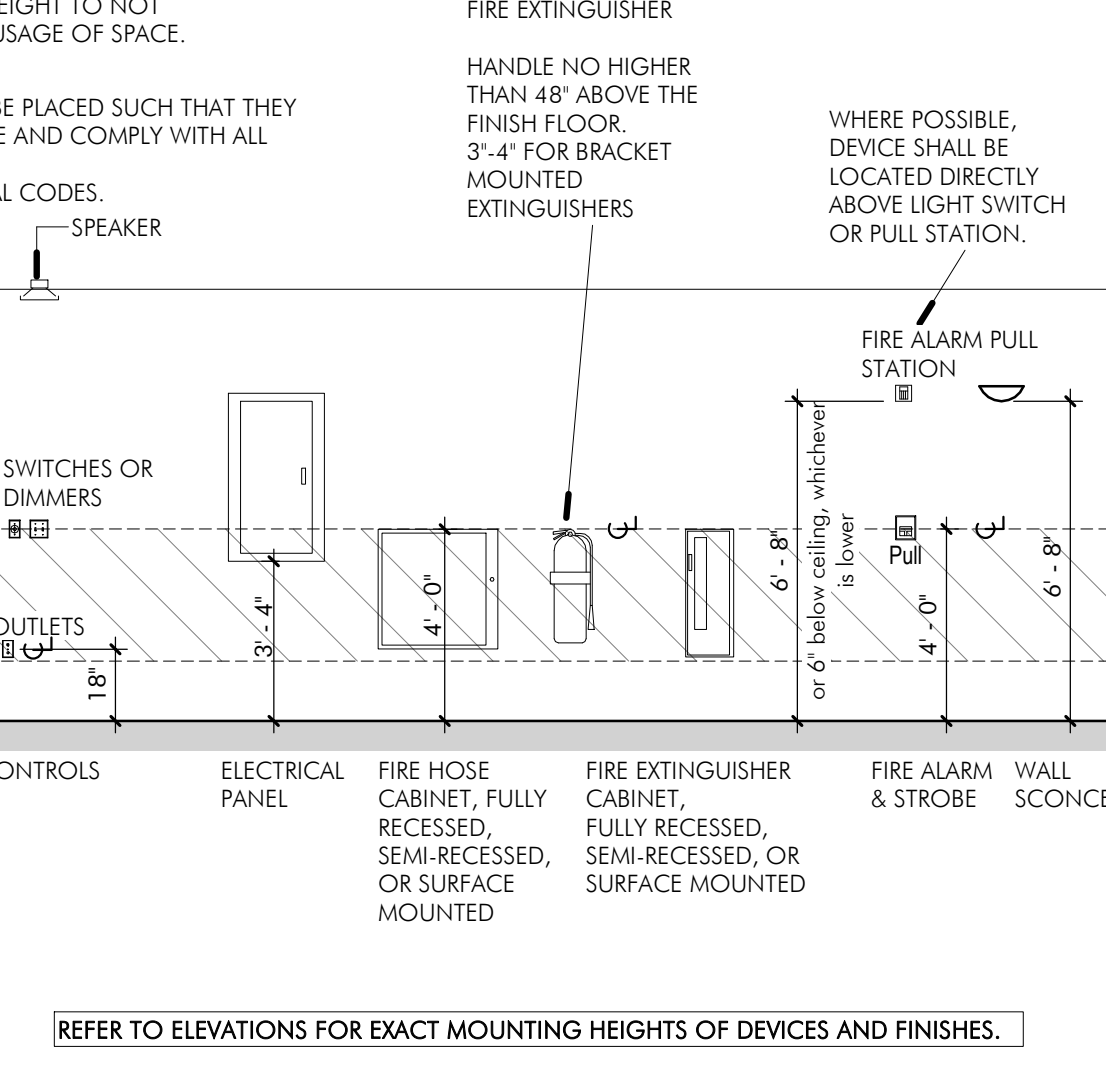 EIGHT TO NOT
USAGE OF SPACE.
BE PLACED SUCH THAT THEY
E AND COMPLY WITH ALL
AL CODES.
SPEAKER
FIRE EXTINGUISHER
HANDLE NO HIGHER
THAN 48" ABOVE THE
FINISH FLOOR.
3"-4" FOR BRACKET
MOUNTED
EXTINGUISHERS
WHERE POSSIBLE,
DEVICE SHALL BE
LOCATED DIRECTLY
ABOVE LIGHT SWITCH
OR PULL STATION.
FIRE ALARM PULL
STATION
SWITCHES OR
DIMMERS
OUTLETS
CL
18"
3' - 4"
4' - 0"
CL
6' - 8"
or 6" below ceiling, whichever
is lower
Pull
4' - 0"
CL
6' - 8"
ONTROLS
ELECTRICAL
PANEL
FIRE HOSE
CABINET, FULLY
RECESSED,
SEMI-RECESSED,
OR SURFACE
MOUNTED
FIRE EXTINGUISHER
CABINET,
FULLY RECESSED,
SEMI-RECESSED, OR
SURFACE MOUNTED
FIRE ALARM
& STROBE
WALL
SCONCE
REFER TO ELEVATIONS FOR EXACT MOUNTING HEIGHTS OF DEVICES AND FINISHES.